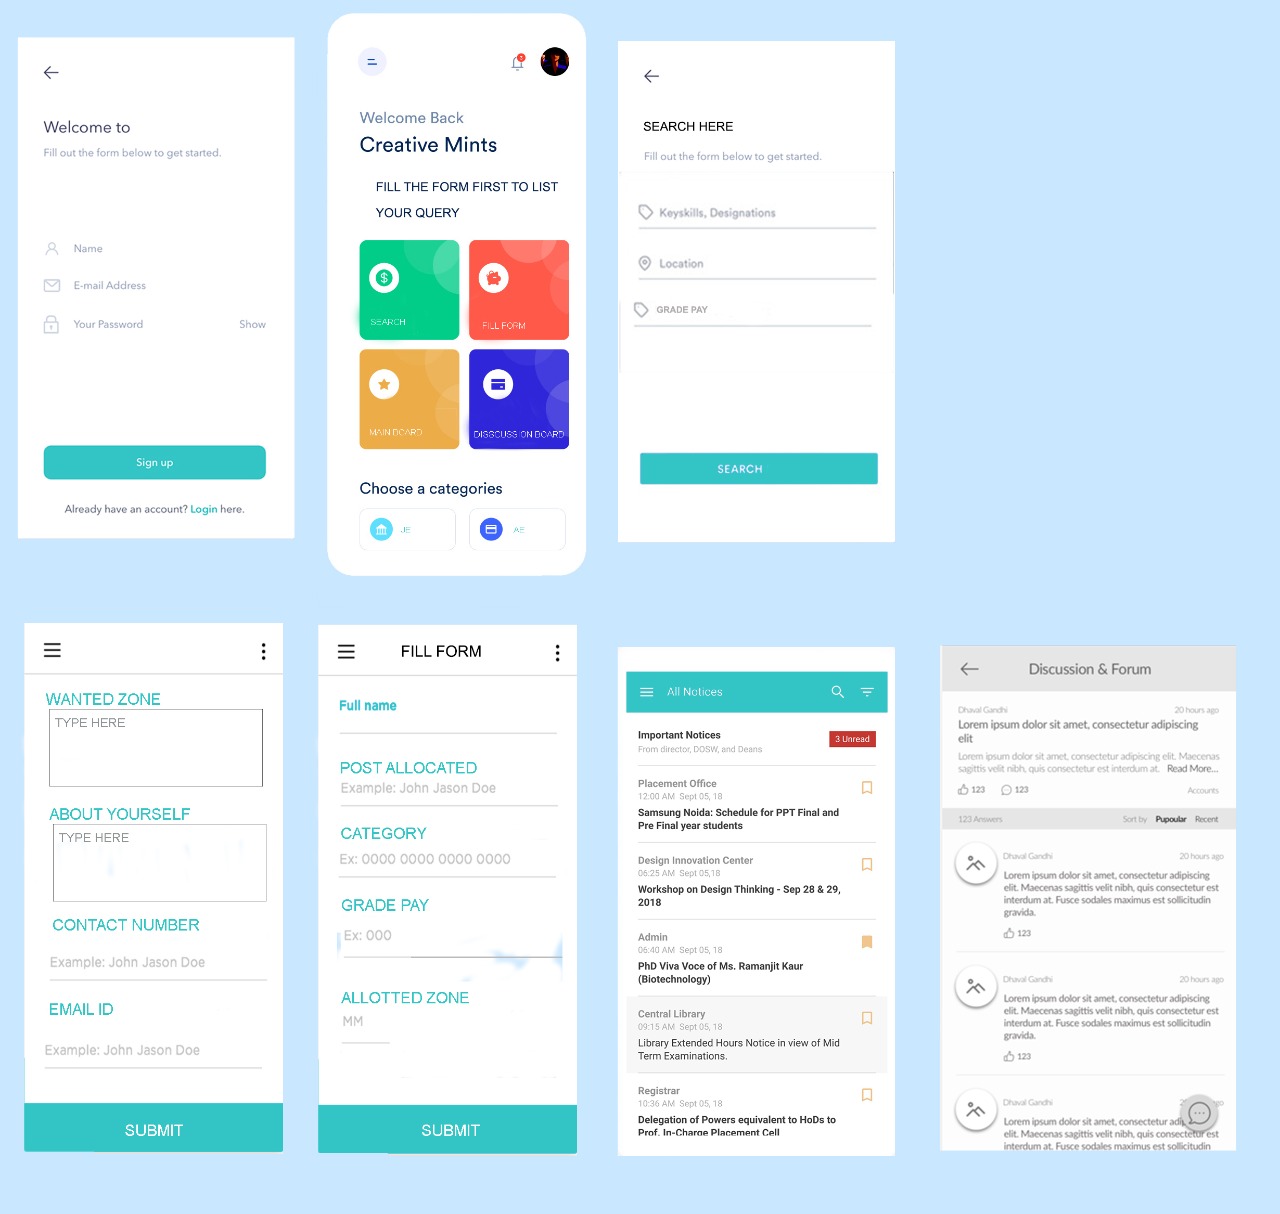 Welcome to
Fill out the form below to get started.
Name
E-mail Address
Your Password Show
Sign up
Already have an account? Login here.
Welcome Back
Creative Mints
FILL THE FORM FIRST TO LIST
YOUR QUERY
SEARCH
FILL FORM
MAIN BOARD
DISGCUSSION BOARD
Choose a categories
JE
AE
SEARCH HERE
Fill out the form below to get started.
Keyskills, Designations
Location
GRADE PAY
SEARCH
WANTED ZONE
TYPE HERE
ABOUT YOURSELF
TYPE HERE
CONTACT NUMBER
Example: John Jason Doe
EMAIL ID
Example: John Jason Doe
SUBMIT
FILL FORM
Full name
POST ALLOCATED
Example: John Jason Doe
CATEGORY
Ex: 0000 0000 0000 0000
GRADE PAY
Ex: 000
ALLOTTED ZONE
MM
SUBMIT
All Notices
Important Notices
3 Unread
From director, DOSW, and Deans
Placement Office
12:00 AM Sept 05, 18
Samsung Noida: Schedule for PPT Final and
Pre Final year students
Design Innovation Center
06:25 AM Sept 05,18
Workshop on Design Thinking - Sep 28 & 29,
2018
Admin
06:40 AM Sept 05, 18
PhD Viva Voce of Ms. Ramanjit Kaur
(Biotechnology)
Central Library
09:15 AM Sept 05, 18
Library Extended Hours Notice in view of Mid
Term Examinations.
Registrar
10:36 AM Sept 05, 18
Delegation of Powers equivalent to HoDs to
Prof. In-Charge Placement Cell
Discussion & Forum
Dhaval Gandhi 20 hours ago
Lorem ipsum dolor sit amet, consectetur adipiscing
elit
Lorem ipsum dolor sit amet, consectetur adipiscing elit. Maecenas
sagittis velit nibh, quis consectetur est interdum at. Read More...
123 123 Accounts
123 Answers Sort by Pupoular Recent
Dhaval Gandhi 20 hours ago
Lorem ipsum dolor sit amet, consectetur adipiscing
elit. Maecenas sagittis velit nibh, quis consectetur est
interdum at. Fusce sodales maximus est sollicitudin
gravida.
123
Dhaval Gandhi 20 hours ago
Lorem ipsum dolor sit amet, consectetur adipiscing
elit. Maecenas sagittis velit nibh, quis consectetur est
interdum at. Fusce sodales maximus est sollicitudin
gravida.
123
Dhaval Gandhi
Lorem ipsum dolor sit amet, consectetur
elit. Maecenas sagittis velit nibh, quis consectetur est
interdum at. Fusce sodales maximus est sollicitudin